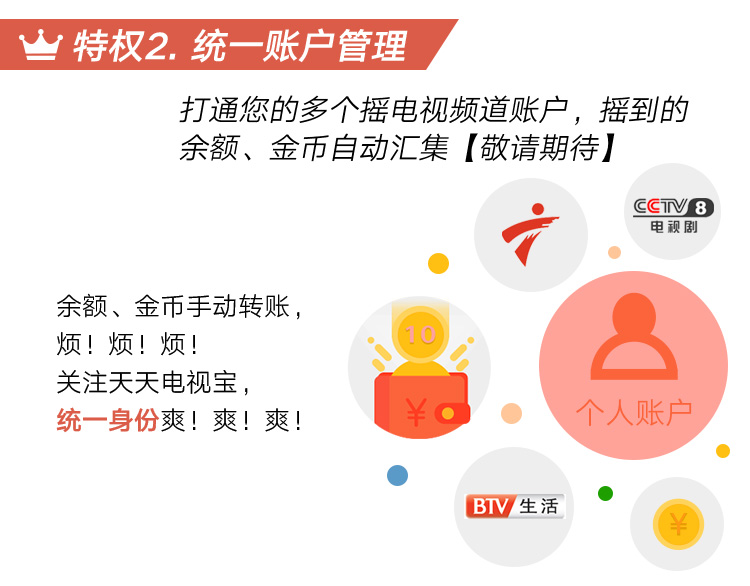 特权2. 统一账户管理
打通您的多个摇电视频道账户，摇到的
余额、金币自动汇集【敬请期待】
CCTV 8
电视剧
余额、金币手动转账，
烦！烦！烦！
关注天天电视宝，
统一身份爽！爽！爽！
10
¥
个人账户
BTV 生活
¥